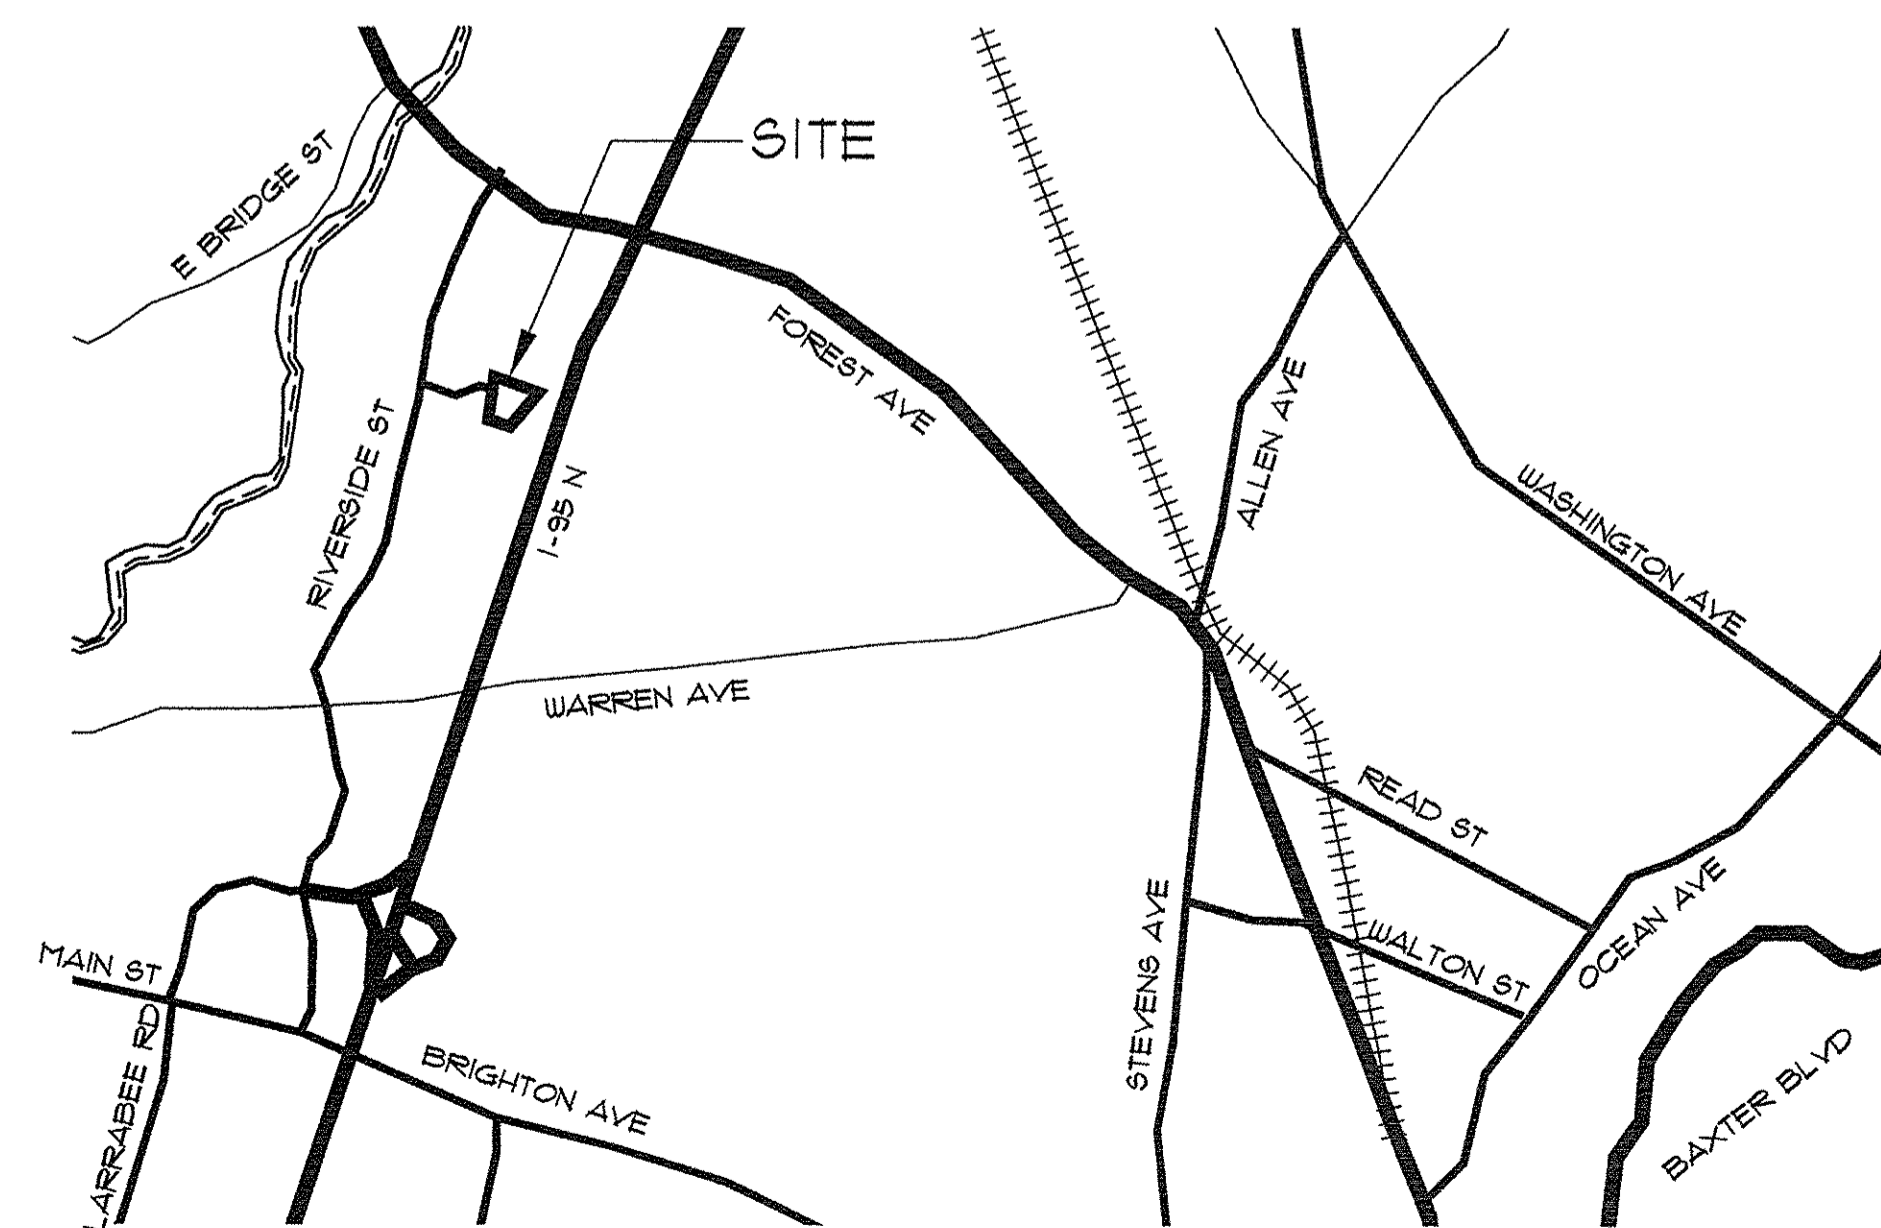 SITE
E BRIDGE ST
FOREST AVE
ALLEN AVE
RIVERSIDE ST
I-95 N
WASHINGTON AVE
WARREN AVE
READ ST
OCEAN AVE
STEVENS AVE
WALTON ST
MAIN ST
LARRABEE RD
BRIGHTON AVE
BAXTER BLVD